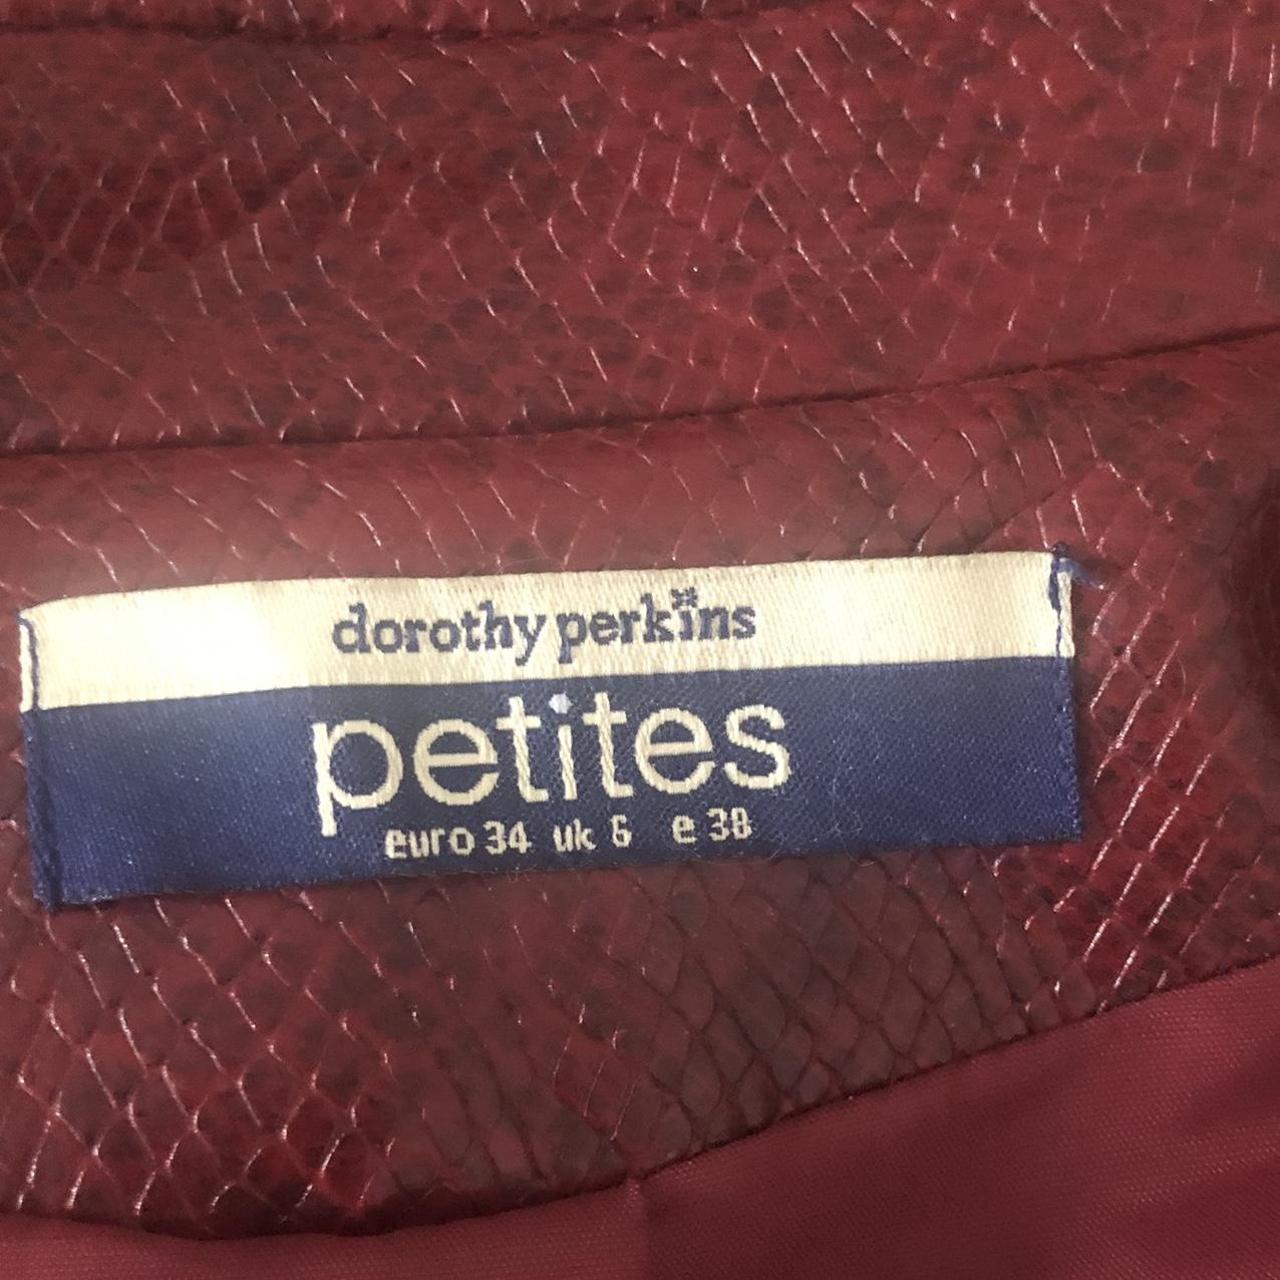 dorothy perkins
petites
euro 34 uk 6 e 38